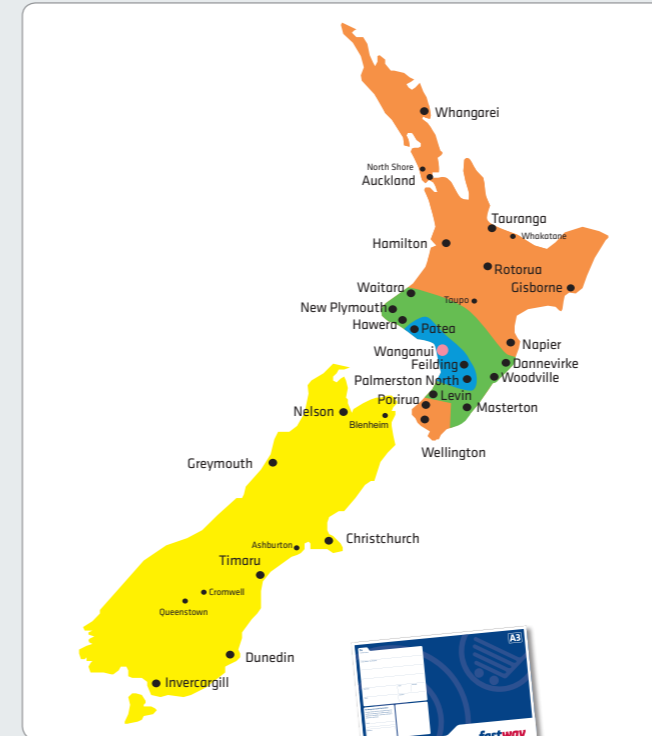 Whangarei
North Shore
Auckland
Tauranga
Whakatane
Hamilton
Rotorua
Gisborne
Waitara
Taupo
New Plymouth
Hawera
Patea
Napier
Wanganui
Feilding
Dannevirke
Palmerston North
Woodville
Levin
Porirua
Masterton
Nelson
Blenheim
Wellington
Greymouth
Christchurch
Ashburton
Timaru
Cromwell
Queenstown
Dunedin
Invercargill
A3
fastway